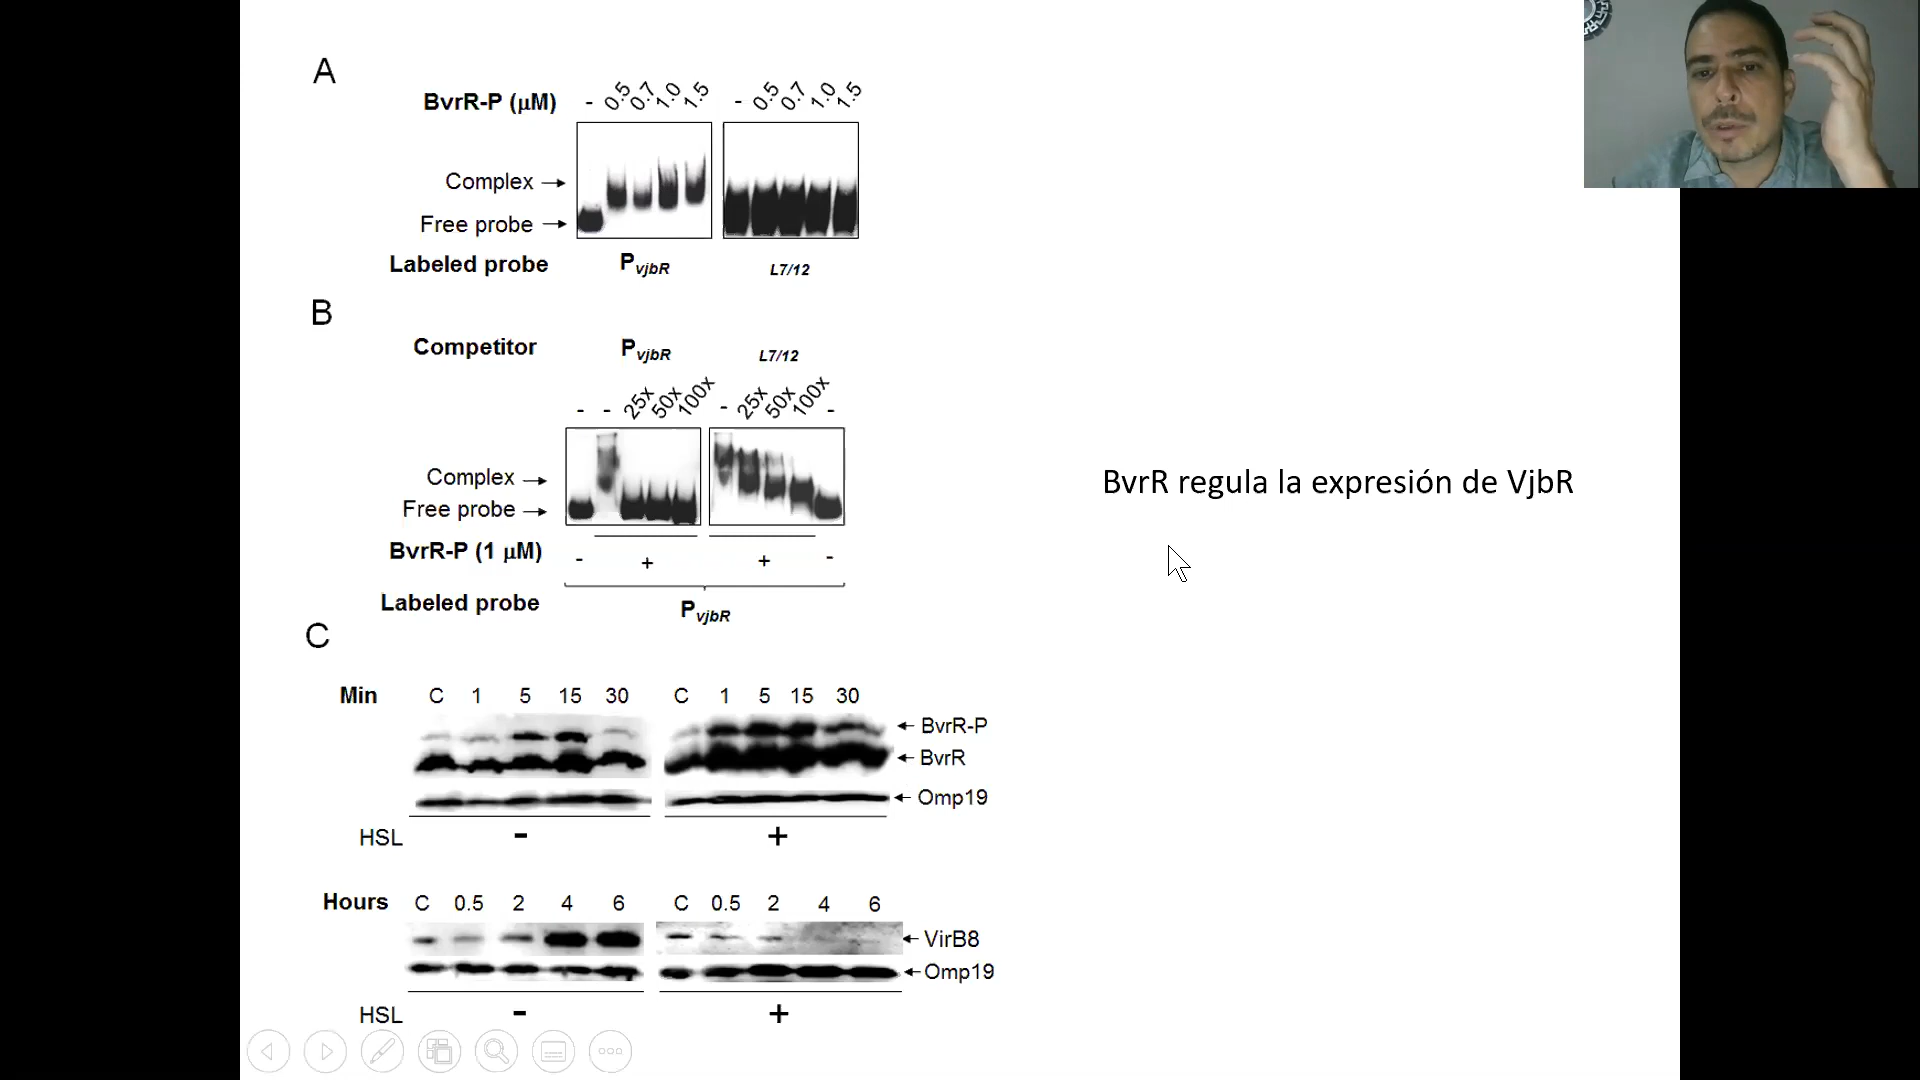 A
BvrR-P (μM) - 0.5 0.7 1.0 1.5 - 0.5 0.7 1.0 1.5
Complex
Free probe
Labeled probe PvjbR L7/12
B
Competitor PvjbR L7/12
- - 25x 50x 100x - 25x 50x 100x -
Complex
Free probe
BvrR-P (1 μM) - + + -
Labeled probe PvjbR
BvrR regula la expresión de VjbR
C
Min C 1 5 15 30 C 1 5 15 30
BvrR-P
BvrR
Omp19
HSL - +
Hours C 0.5 2 4 6 C 0.5 2 4 6
VirB8
Omp19
HSL - +